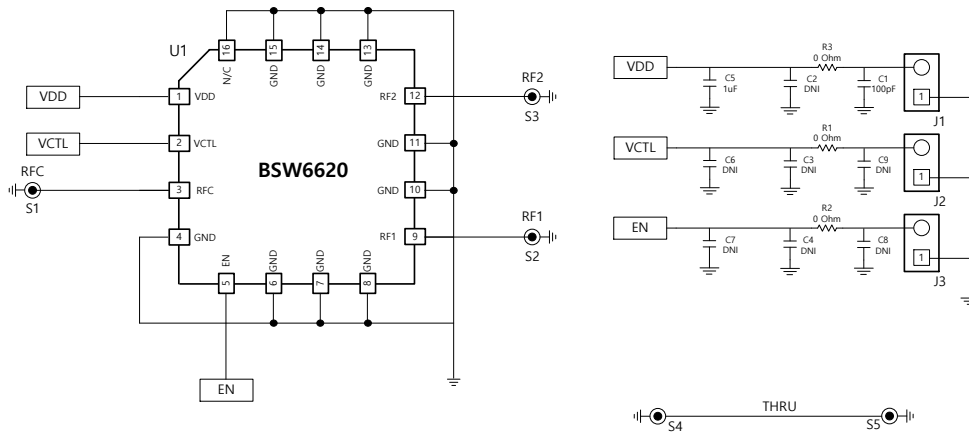 U1
16
15
14
13
N/C
GND
GND
GND
VDD
1
VDD
RF2
12
RF2
S3
VCTL
2
VCTL
GND
11
RFC
S1
3
RFC
BSW6620
GND
10
4
GND
RF1
9
RF1
S2
EN
GND
GND
GND
5
6
7
8
EN
VDD
C5
1uF
C2
DNI
R3
0 Ohm
C1
100pF
1
J1
VCTL
C6
DNI
C3
DNI
R1
0 Ohm
C9
DNI
1
J2
EN
C7
DNI
C4
DNI
R2
0 Ohm
C8
DNI
1
J3
THRU
S4
S5